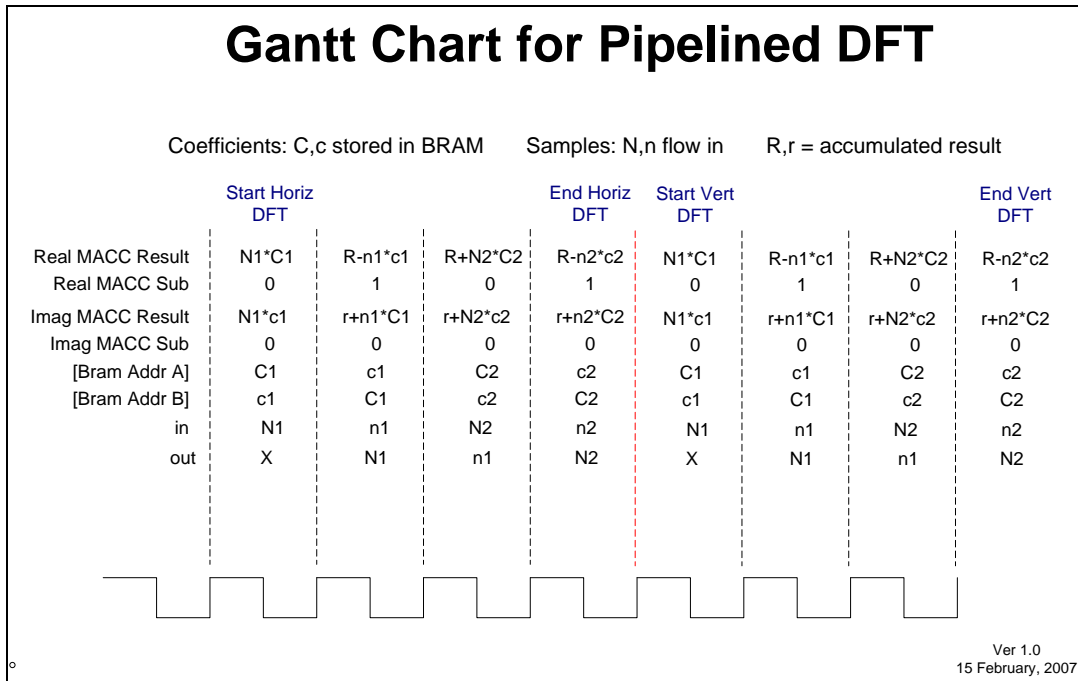 Gantt Chart for Pipelined DFT
Coefficients: C,c stored in BRAM Samples: N,n flow in R,r = accumulated result
Start Horiz DFT End Horiz DFT Start Vert DFT End Vert DFT
Real MACC Result N1*C1 R-n1*c1 R+N2*C2 R-n2*c2 N1*C1 R-n1*c1 R+N2*C2 R-n2*c2
Real MACC Sub 0 1 0 1 0 1 0 1
Imag MACC Result N1*c1 r+n1*C1 r+N2*c2 r+n2*C2 N1*c1 r+n1*C1 r+N2*c2 r+n2*C2
Imag MACC Sub 0 0 0 0 0 0 0 0
[Bram Addr A] C1 c1 C2 c2 C1 c1 C2 c2
[Bram Addr B] c1 C1 c2 C2 c1 C1 c2 C2
in N1 n1 N2 n2 N1 n1 N2 n2
out X N1 n1 N2 X N1 n1 N2
Ver 1.0
15 February, 2007